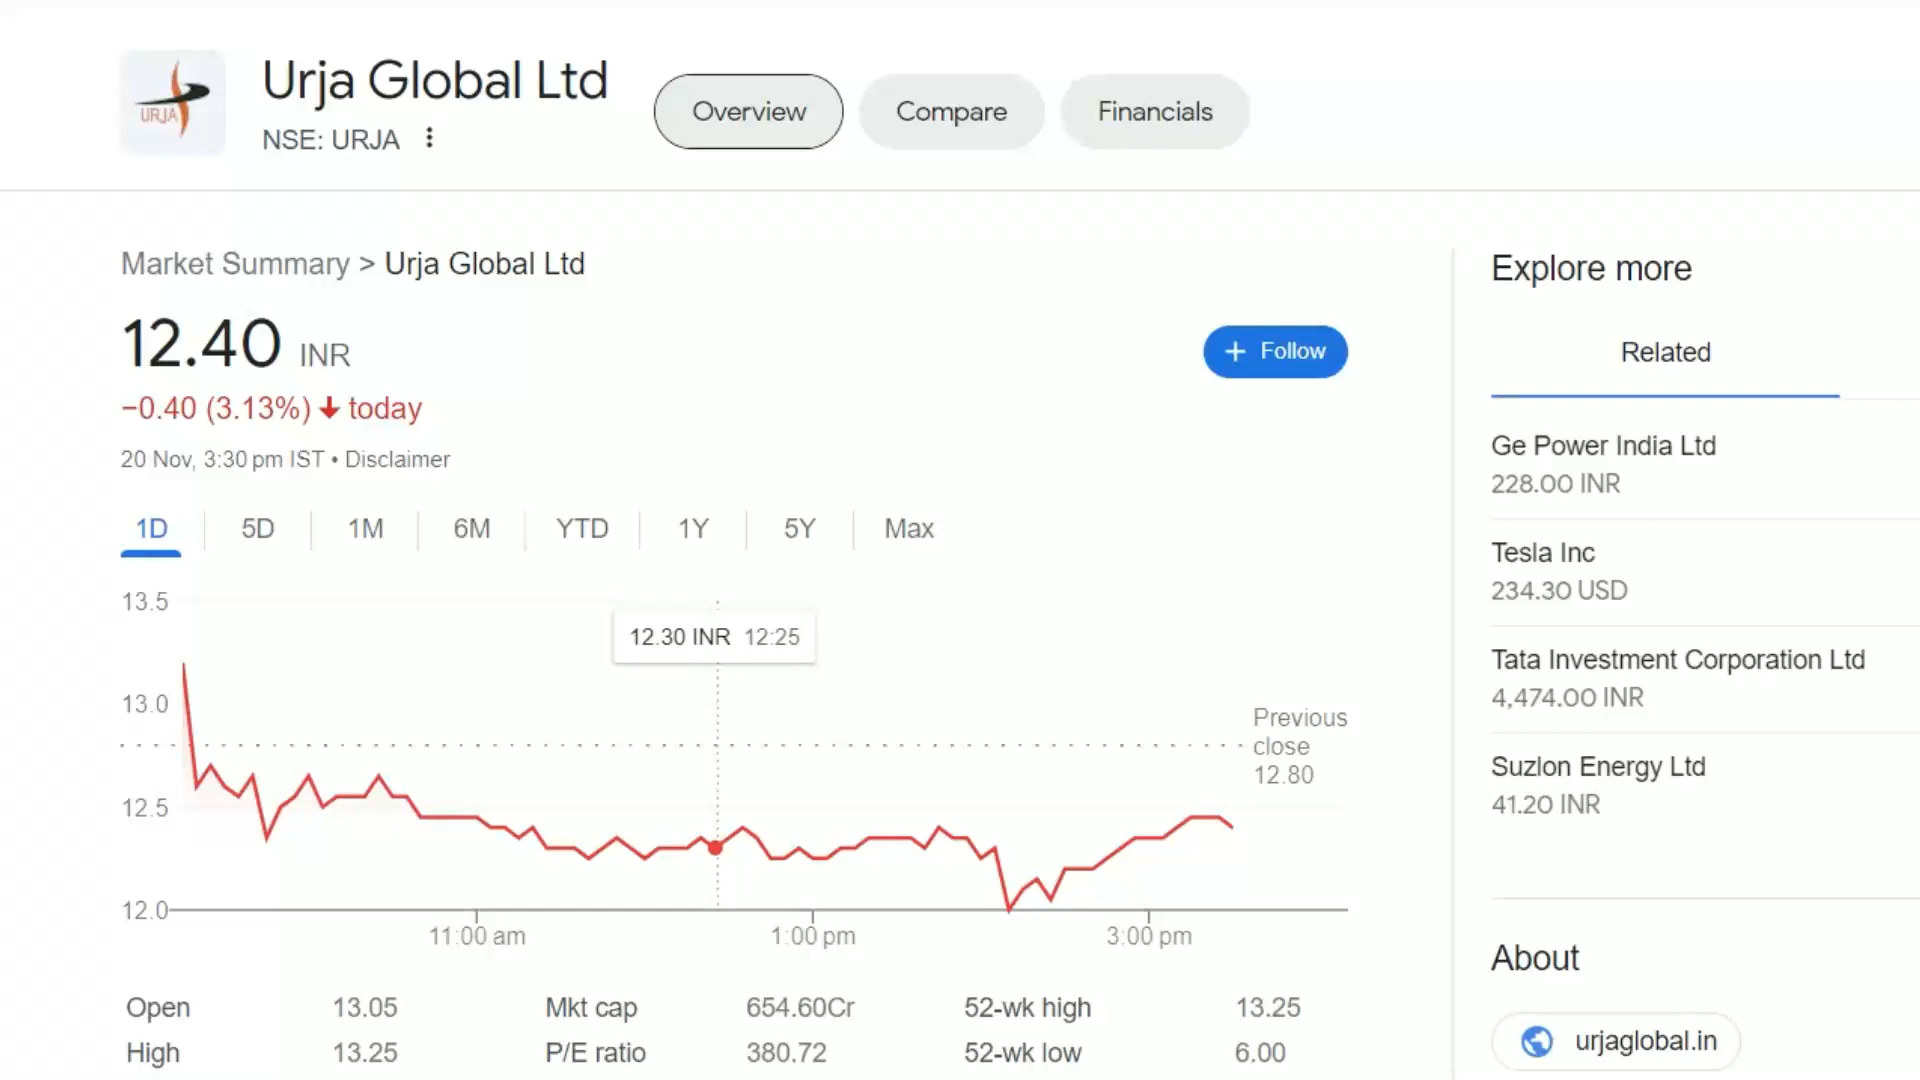 URJA
Urja Global Ltd
NSE: URJA
Overview
Compare
Financials
Market Summary > Urja Global Ltd
12.40 INR
−0.40 (3.13%) today
20 Nov, 3:30 pm IST • Disclaimer
+ Follow
1D
5D
1M
6M
YTD
1Y
5Y
Max
13.5
13.0
12.5
12.0
12.30 INR 12:25
Previous
close
12.80
11:00 am
1:00 pm
3:00 pm
Open 13.05
Mkt cap 654.60Cr
52-wk high 13.25
High 13.25
P/E ratio 380.72
52-wk low 6.00
Explore more
Related
Ge Power India Ltd
228.00 INR
Tesla Inc
234.30 USD
Tata Investment Corporation Ltd
4,474.00 INR
Suzlon Energy Ltd
41.20 INR
About
urjaglobal.in